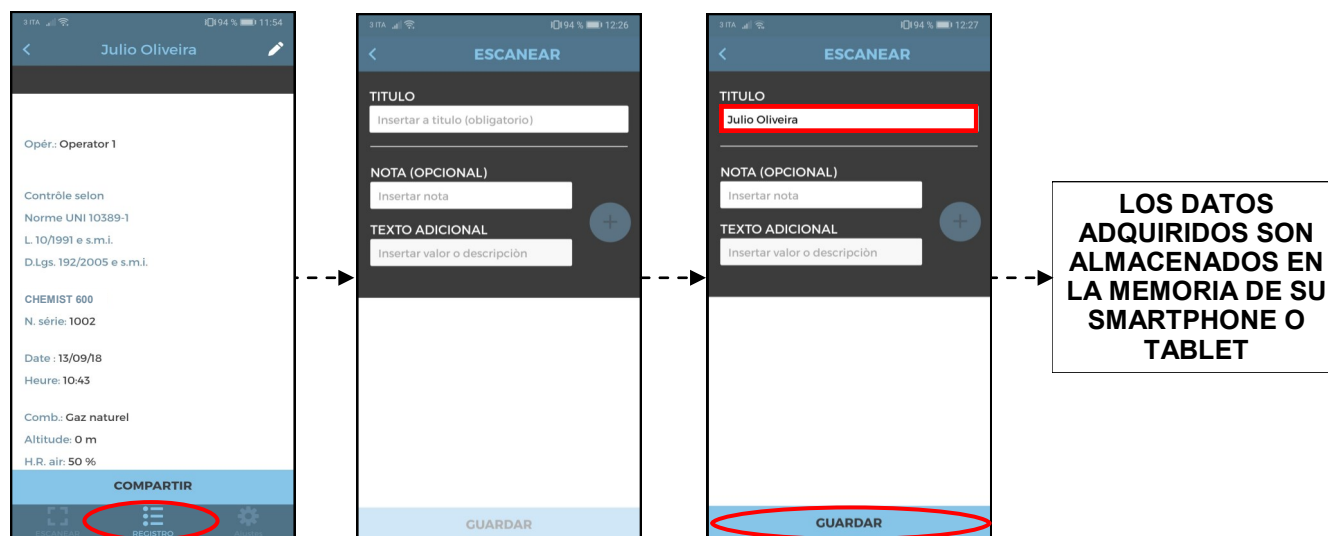 3 ITA 94 % 11:54
Julio Oliveira
Opér.: Operator 1
Contrôle selon
Norme UNI 10389-1
L. 10/1991 e s.m.i.
D.Lgs. 192/2005 e s.m.i.
CHEMIST 600
N. série: 1002
Date : 13/09/18
Heure: 10:43
Comb.: Gaz naturel
Altitude: 0 m
H.R. air: 50 %
COMPARTIR
ESCANEAR REGISTRO
3 ITA 94 % 12:26
ESCANEAR
TITULO
Insertar a titulo (obligatorio)
NOTA (OPCIONAL)
Insertar nota
+
TEXTO ADICIONAL
Insertar valor o descripciòn
GUARDAR
3 ITA 94 % 12:27
ESCANEAR
TITULO
Julio Oliveira
NOTA (OPCIONAL)
Insertar nota
+
TEXTO ADICIONAL
Insertar valor o descripciòn
GUARDAR
LOS DATOS
ADQUIRIDOS SON
ALMACENADOS EN
LA MEMORIA DE SU
SMARTPHONE O
TABLET